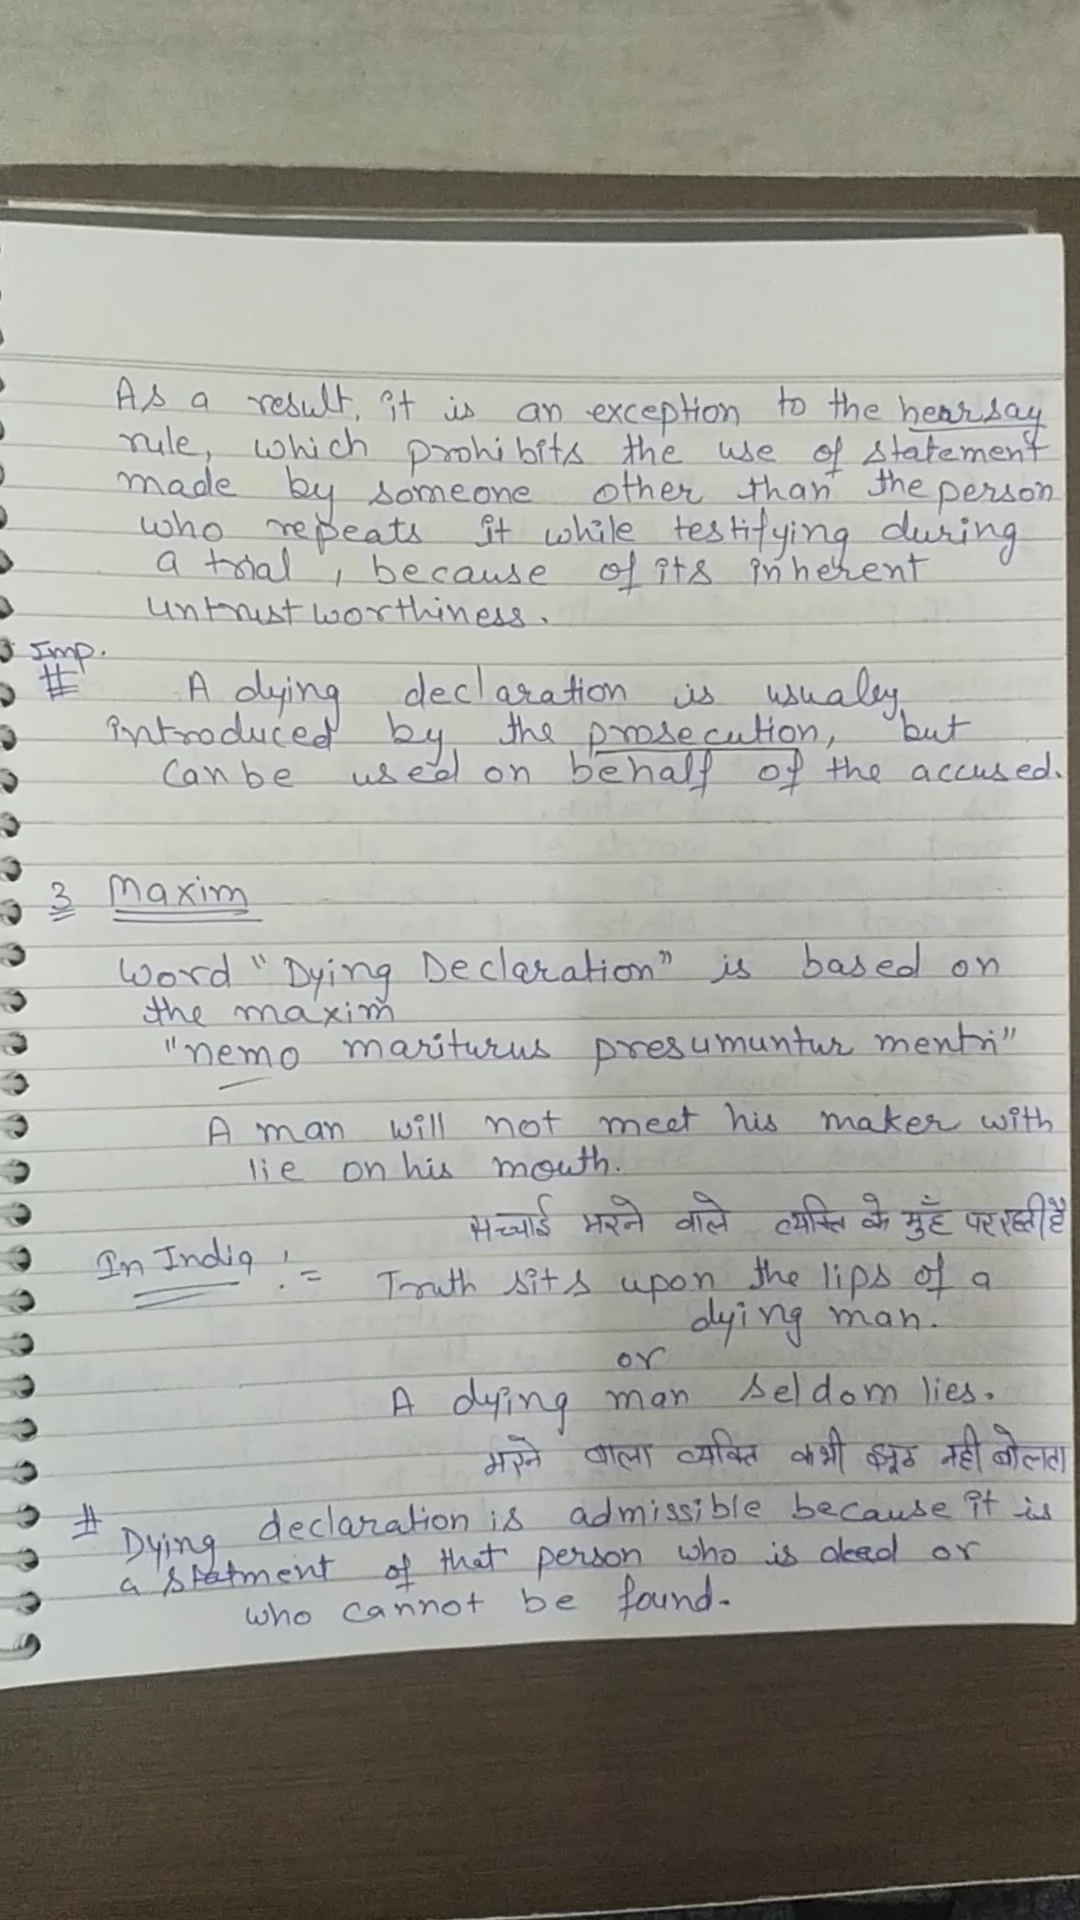 As a result, it is an exception to the hearsay
rule, which prohibits the use of statement
made by someone other than the person
who repeats it while testifying during
a trial, because of its inherent
untrustworthiness.
Imp.
# A dying declaration is usualey
introduced by the prosecution, but
can be used on behalf of the accused.
3 Maxim
Word "Dying Declaration" is based on
the maxim
"nemo mariturus presumuntur mentri"
A man will not meet his maker with
lie on his mouth.
सच्चाई मरने वाले व्यक्ति के मुहँ पर रहती है
In India := Truth sits upon the lips of a
dying man.
or
A dying man seldom lies.
मरने वाला व्यक्ति कभी झूठ नही बोलता
# Dying declaration is admissible because it is
a statment of that person who is dead or
who cannot be found.